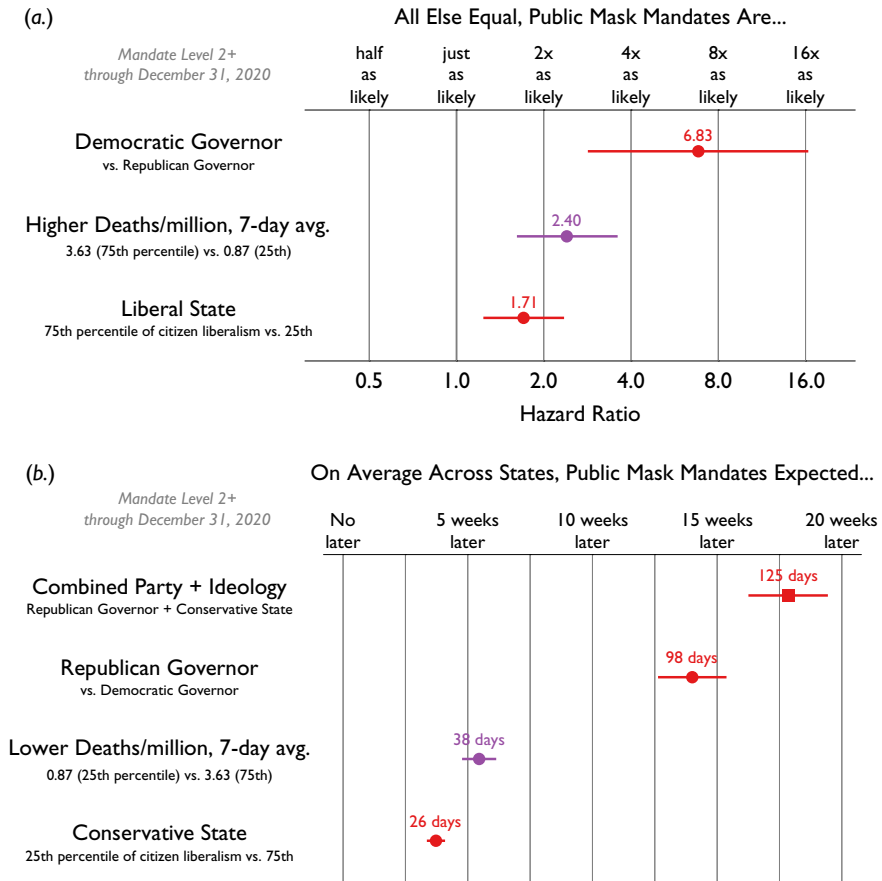 (a.)
All Else Equal, Public Mask Mandates Are...
Mandate Level 2+
through December 31, 2020
half as likely
just as likely
2x as likely
4x as likely
8x as likely
16x as likely
Democratic Governor
vs. Republican Governor
6.83
Higher Deaths/million, 7-day avg.
3.63 (75th percentile) vs. 0.87 (25th)
2.40
Liberal State
75th percentile of citizen liberalism vs. 25th
1.71
0.5 1.0 2.0 4.0 8.0 16.0
Hazard Ratio
(b.)
On Average Across States, Public Mask Mandates Expected...
Mandate Level 2+
through December 31, 2020
No later
5 weeks later
10 weeks later
15 weeks later
20 weeks later
Combined Party + Ideology
Republican Governor + Conservative State
125 days
Republican Governor
vs. Democratic Governor
98 days
Lower Deaths/million, 7-day avg.
0.87 (25th percentile) vs. 3.63 (75th)
38 days
Conservative State
25th percentile of citizen liberalism vs. 75th
26 days